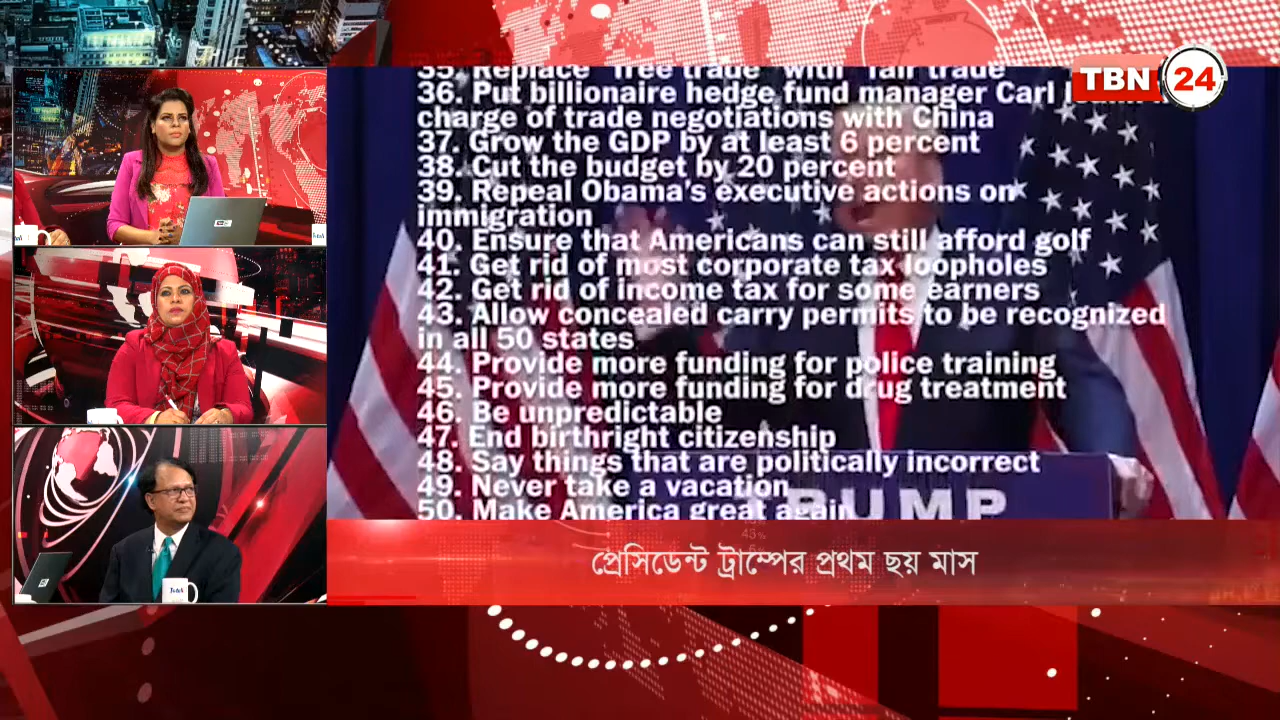 TBN 24
35. Replace "free trade" with "fair trade"
36. Put billionaire hedge fund manager Carl
charge of trade negotiations with China
37. Grow the GDP by at least 6 percent
38. Cut the budget by 20 percent
39. Repeal Obama's executive actions on
immigration
40. Ensure that Americans can still afford golf
41. Get rid of most corporate tax loopholes
42. Get rid of income tax for some earners
43. Allow concealed carry permits to be recognized
in all 50 states
44. Provide more funding for police training
45. Provide more funding for drug treatment
46. Be unpredictable
47. End birthright citizenship
48. Say things that are politically incorrect
49. Never take a vacation
50. Make America great again
TRUMP
প্রেসিডেন্ট ট্রাম্পের প্রথম ছয় মাস